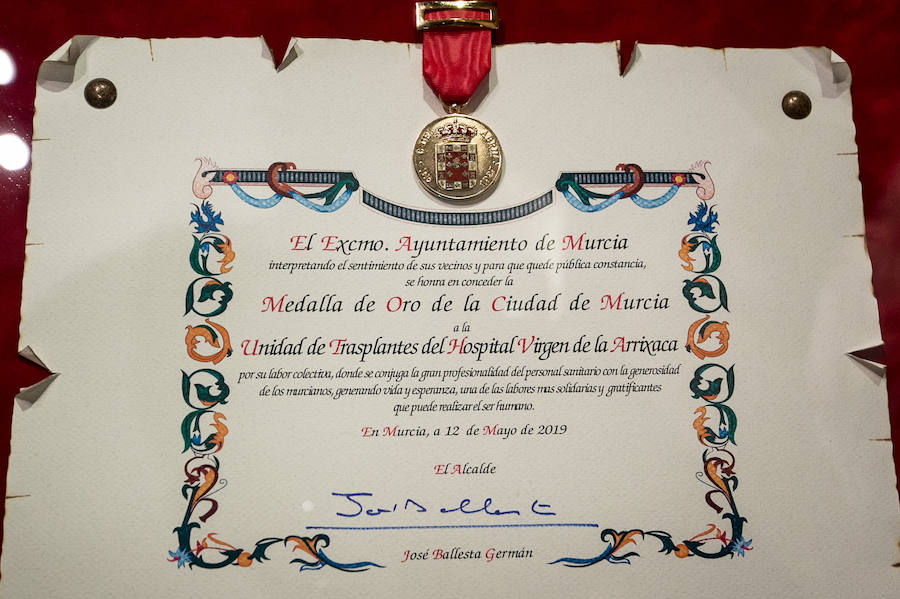 El Excmo. Ayuntamiento de Murcia
interpretando el sentimiento de sus vecinos y para que quede pública constancia,
se honra en conceder la
Medalla de Oro de la Ciudad de Murcia
a la
Unidad de Trasplantes del Hospital Virgen de la Arrixaca
por su labor colectiva, donde se conjuga la gran profesionalidad del personal sanitario con la generosidad
de los murcianos, generando vida y esperanza, una de las labores mas solidarias y gratificantes
que puede realizar el ser humano.
En Murcia, a 12 de Mayo de 2019
El Alcalde
José Ballesta Germán